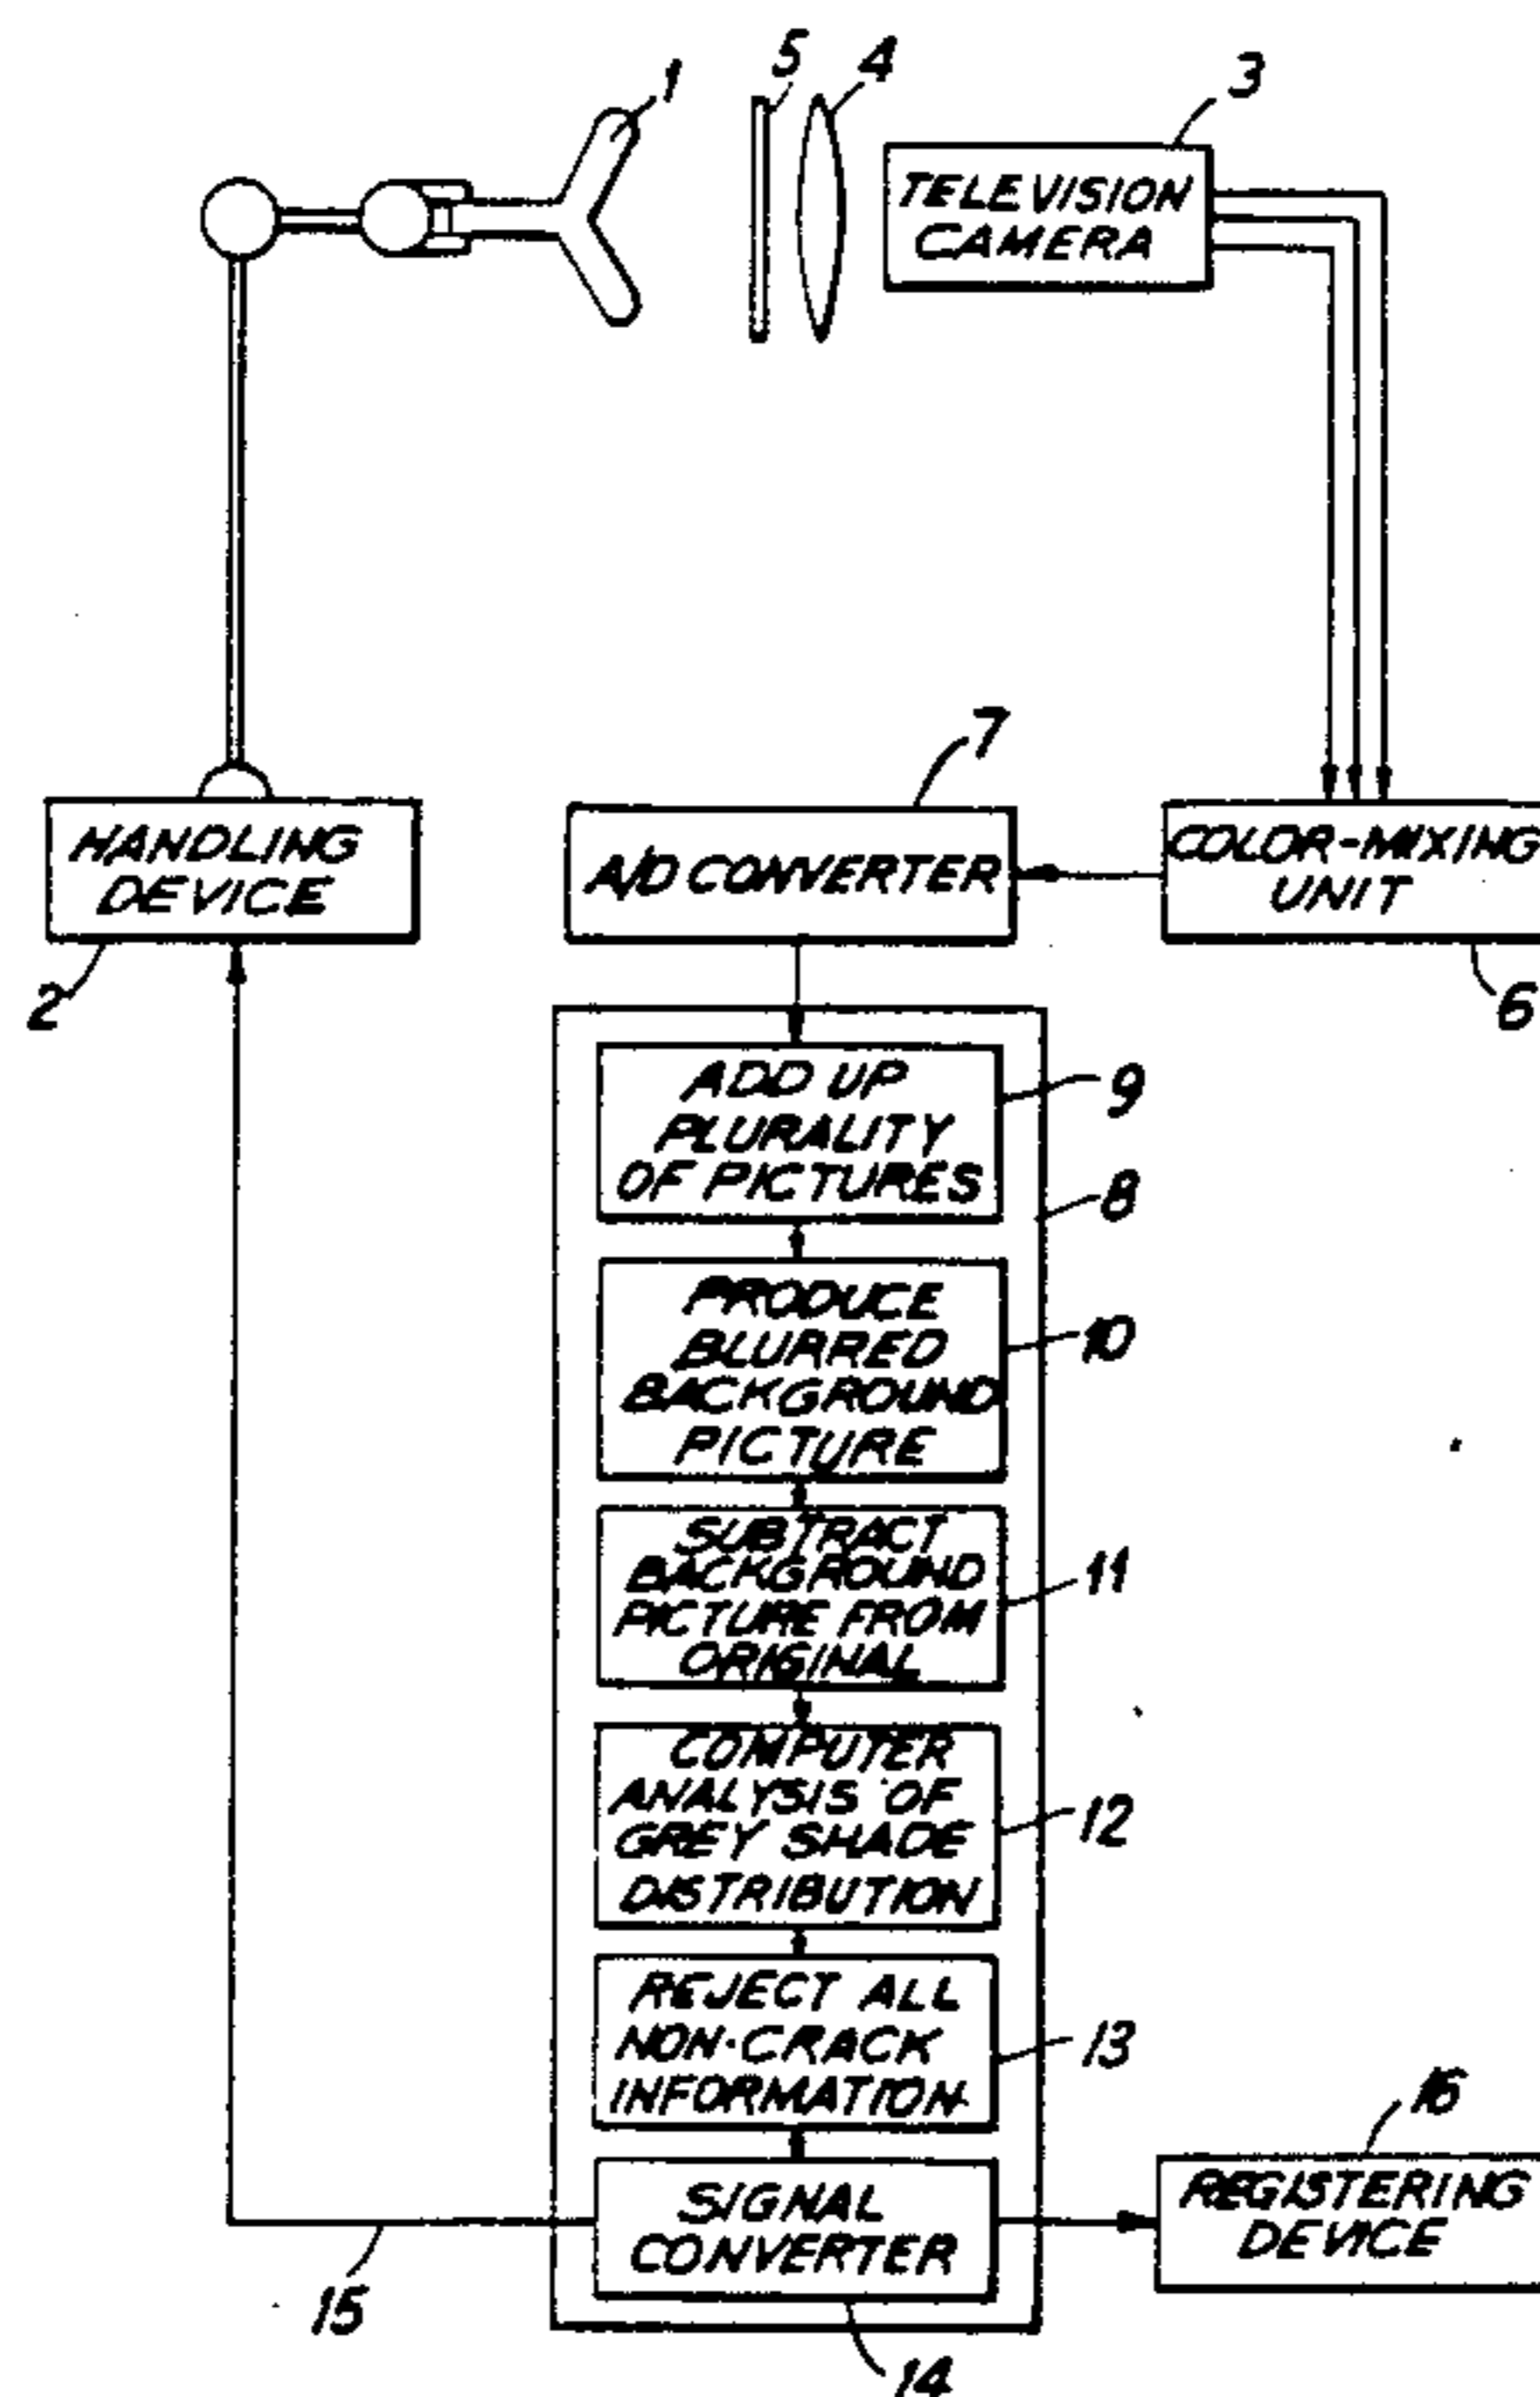 5
4
3
1
TELEVISION
CAMERA
7
HANDLING
DEVICE
A/D CONVERTER
COLOR-MIXING
UNIT
2
6
ADD UP
PLURALITY
OF PICTURES
9
8
PRODUCE
BLURRED
BACKGROUND
PICTURE
10
SUBTRACT
BACKGROUND
PICTURE FROM
ORIGINAL
11
COMPUTER
ANALYSIS OF
GREY SHADE
DISTRIBUTION
12
REJECT ALL
NON-CRACK
INFORMATION
13
16
SIGNAL
CONVERTER
REGISTERING
DEVICE
15
14